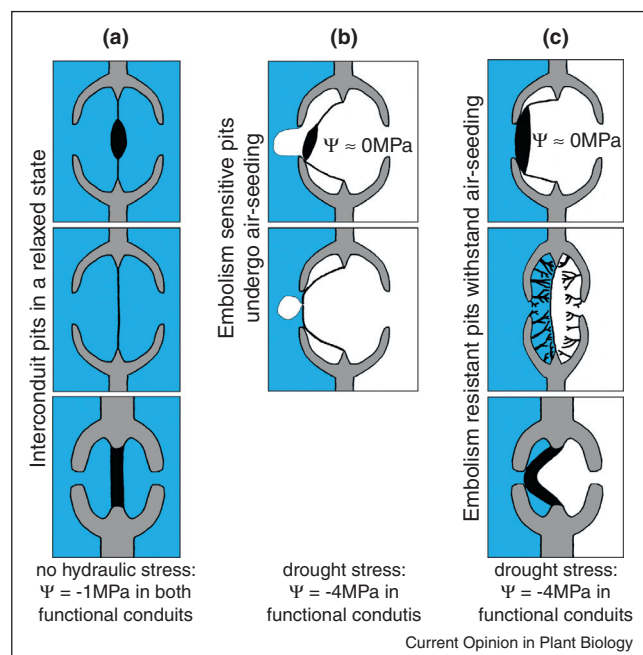 (a)
(b)
(c)
Interconduit pits in a relaxed state
Embolism sensitive pits
undergo air-seeding
Ψ ≈ 0MPa
Embolism resistant pits withstand air-seeding
Ψ ≈ 0MPa
no hydraulic stress:
Ψ = -1MPa in both
functional conduits
drought stress:
Ψ = -4MPa in
functional condutis
drought stress:
Ψ = -4MPa in
functional conduits
Current Opinion in Plant Biology